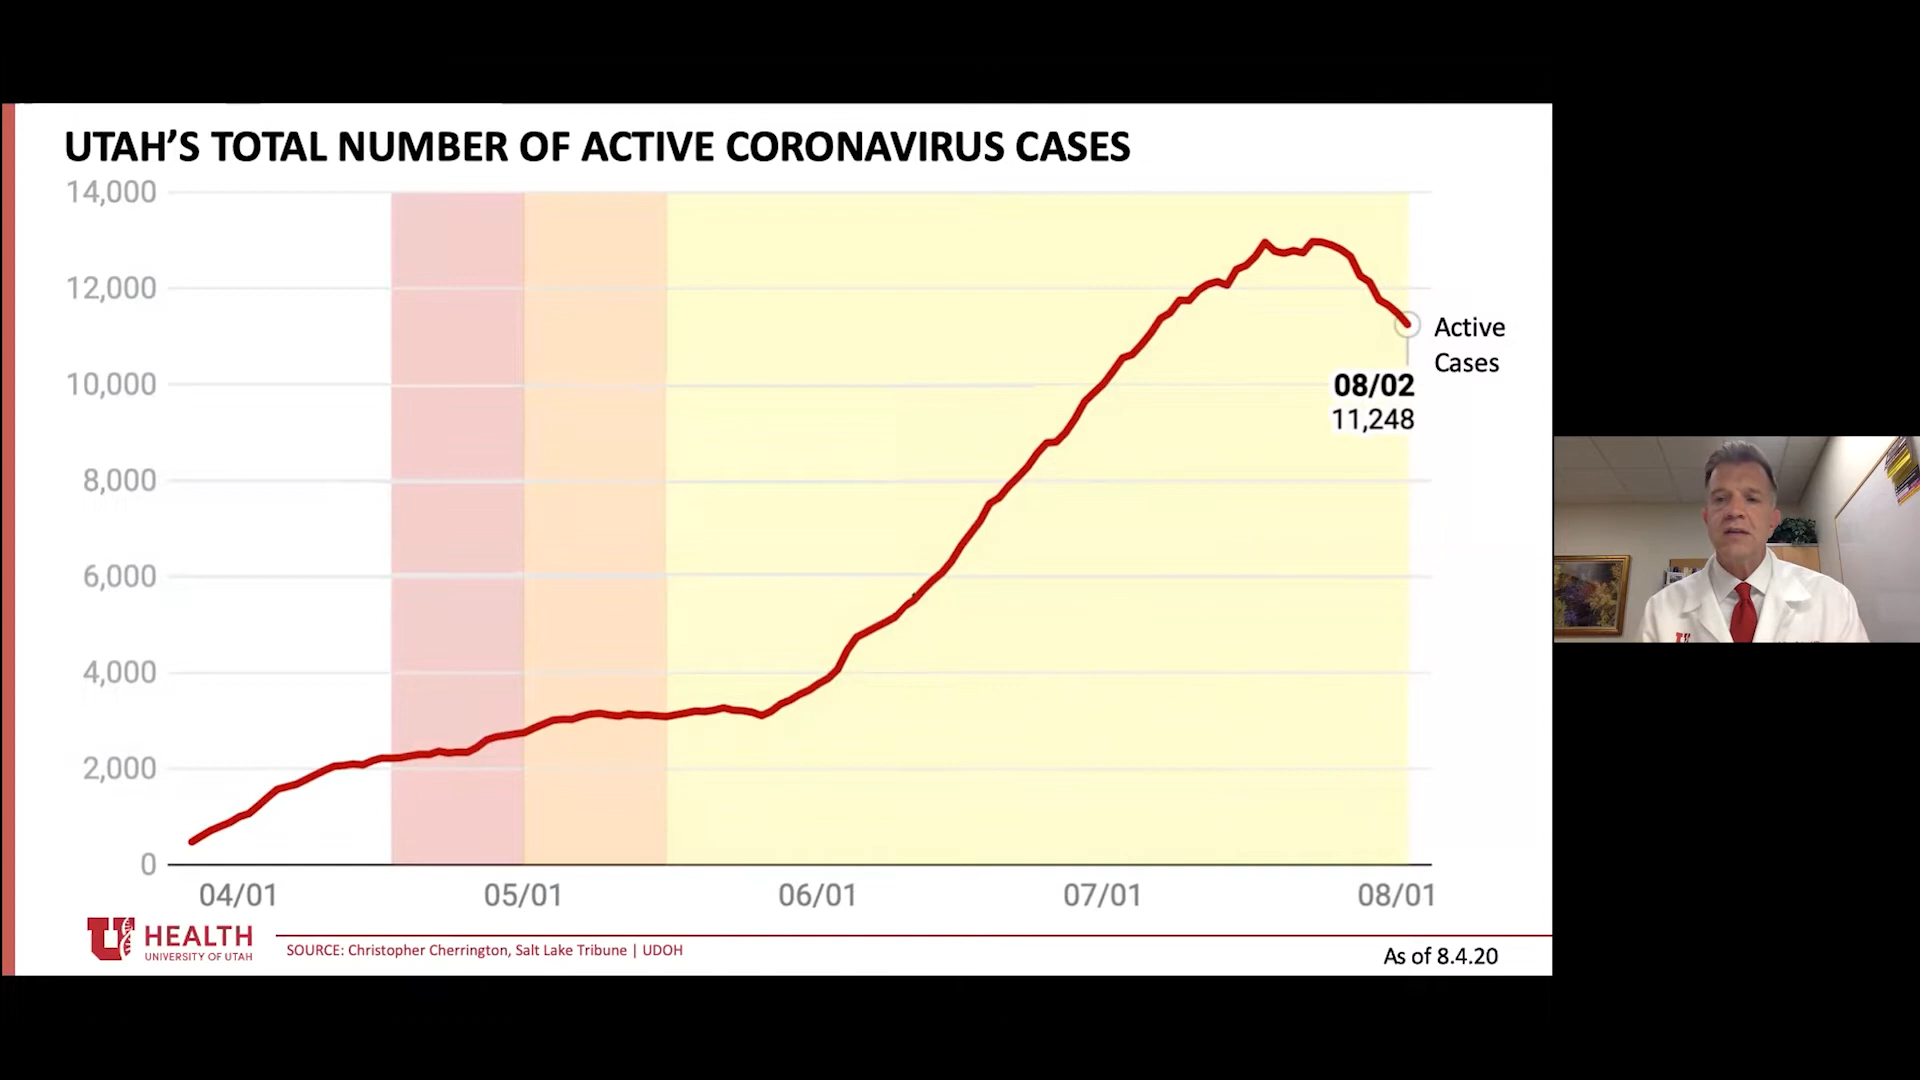 UTAH'S TOTAL NUMBER OF ACTIVE CORONAVIRUS CASES
14,000
12,000
10,000
8,000
6,000
4,000
2,000
0
Active
Cases
08/02
11,248
04/01
05/01
06/01
07/01
08/01
U HEALTH
UNIVERSITY OF UTAH
SOURCE: Christopher Cherrington, Salt Lake Tribune | UDOH
As of 8.4.20
U